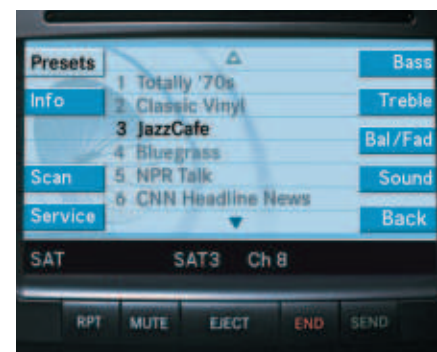 Presets
Bass
1 Totally '70s
Info
2 Classic Vinyl
Treble
3 JazzCafe
Bal/Fad
4 Bluegrass
Scan
5 NPR Talk
Sound
6 CNN Headline News
Service
Back
SAT SAT3 Ch 8
RPT MUTE EJECT END SEND